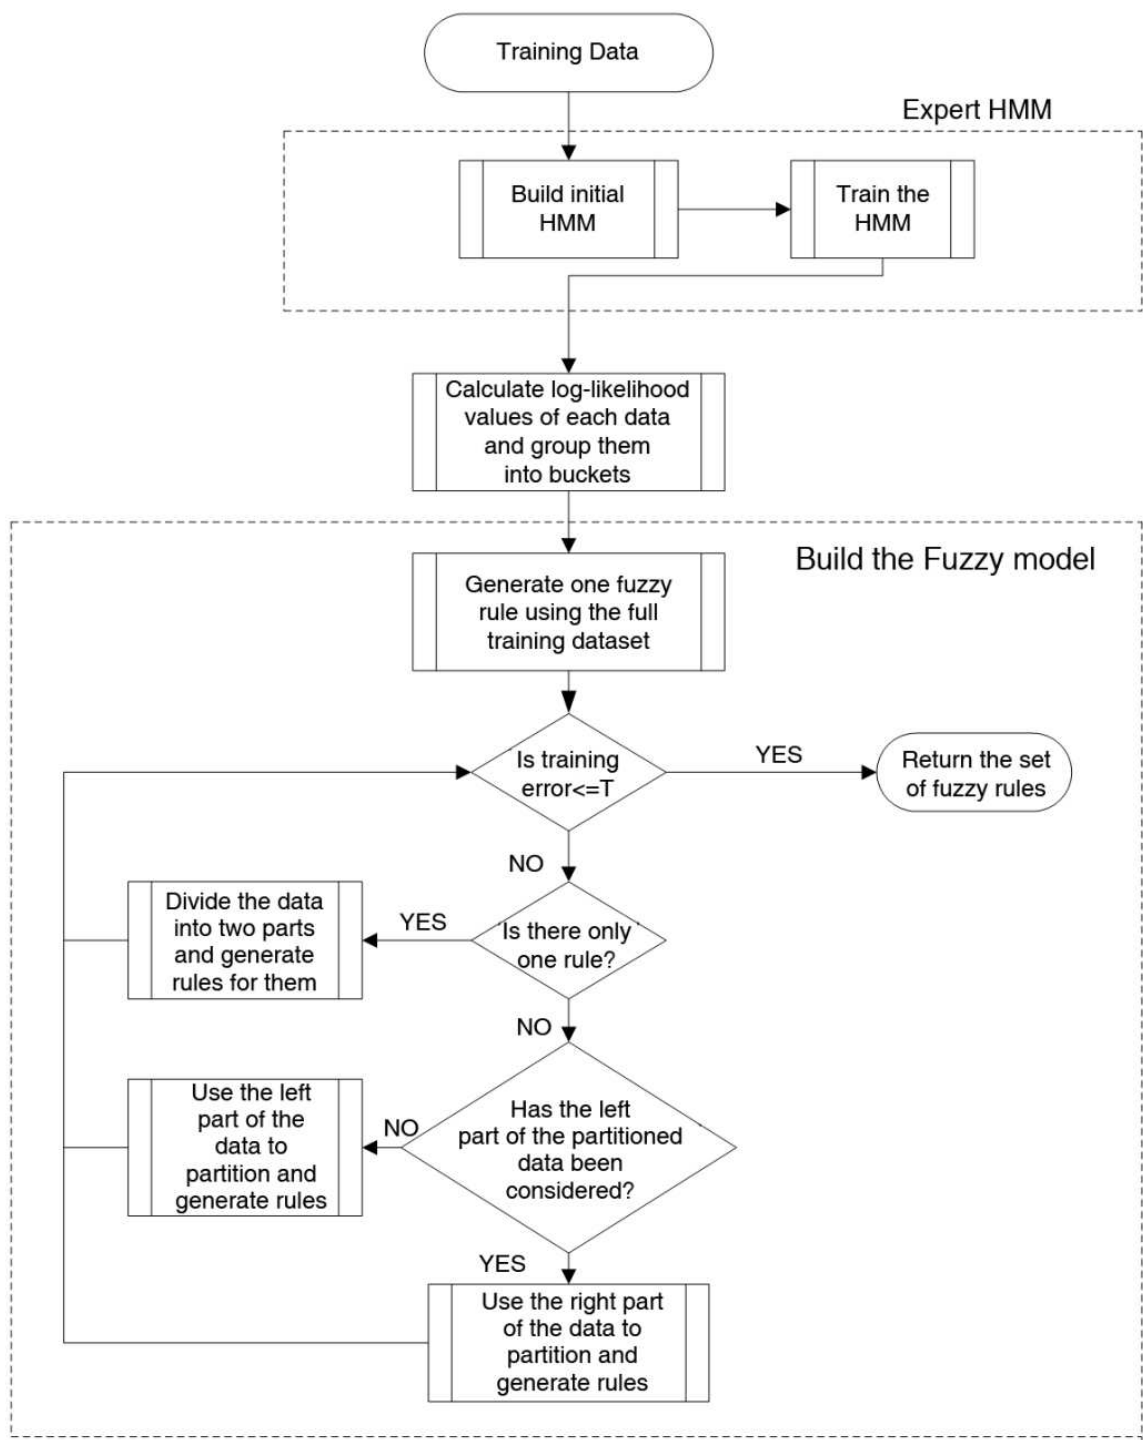 Training Data
Expert HMM
Build initial
HMM
Train the
HMM
Calculate log-likelihood
values of each data
and group them
into buckets
Build the Fuzzy model
Generate one fuzzy
rule using the full
training dataset
Is training
error<=T
YES
Return the set
of fuzzy rules
NO
Is there only
one rule?
YES
Divide the data
into two parts
and generate
rules for them
NO
Has the left
part of the partitioned
data been
considered?
NO
Use the left
part of the
data to
partition and
generate rules
YES
Use the right part
of the data to
partition and
generate rules